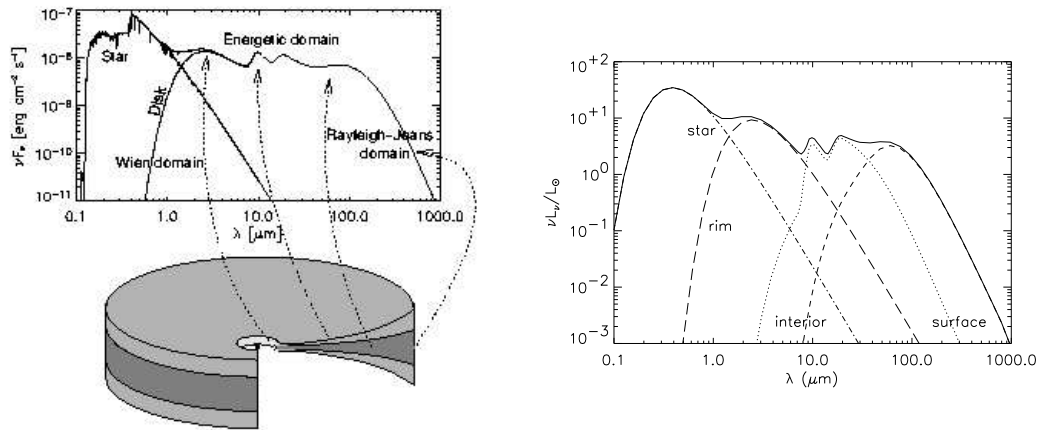 νFν [erg cm⁻² s⁻¹]
10⁻⁷
10⁻⁸
10⁻⁸
10⁻¹⁰
10⁻¹¹
Star
Energetic domain
Disk
Wien domain
Rayleigh-Jeans
domain
0.1
1.0
10.0
100.0
1000.0
λ [μm]
νLν/L⊙
10⁺²
10⁺¹
10⁰
10⁻¹
10⁻²
10⁻³
star
rim
interior
surface
0.1
1.0
10.0
100.0
1000.0
λ (μm)